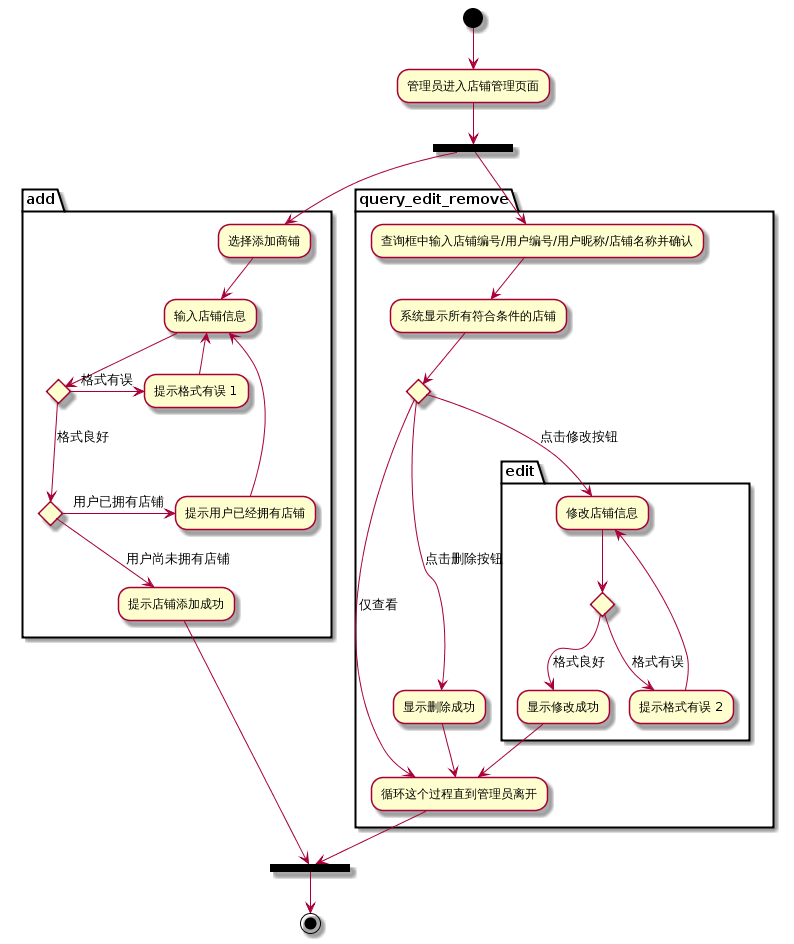 管理员进入店铺管理页面
add
选择添加商铺
输入店铺信息
格式有误
提示格式有误 1
格式良好
用户已拥有店铺
提示用户已经拥有店铺
用户尚未拥有店铺
提示店铺添加成功
query_edit_remove
查询框中输入店铺编号/用户编号/用户昵称/店铺名称并确认
系统显示所有符合条件的店铺
点击修改按钮
edit
修改店铺信息
点击删除按钮
仅查看
格式良好
格式有误
显示删除成功
显示修改成功
提示格式有误 2
循环这个过程直到管理员离开